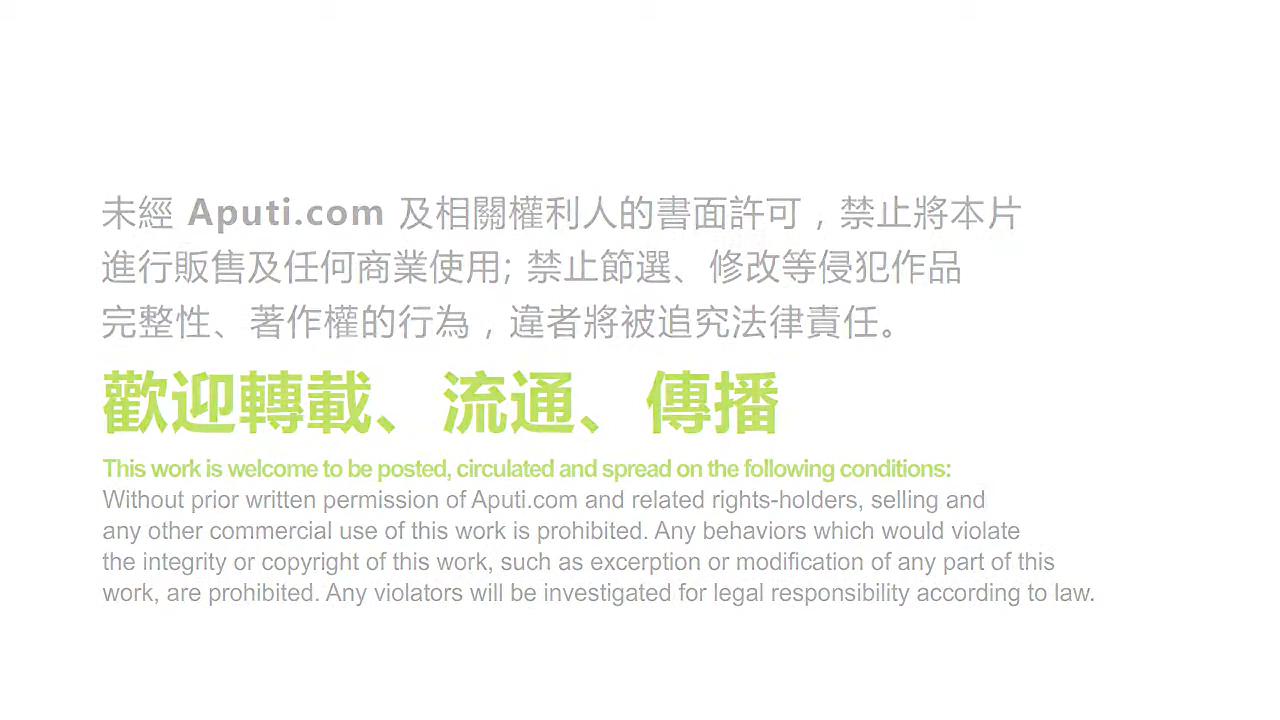 未經 Aputi.com 及相關權利人的書面許可，禁止將本片
進行販售及任何商業使用; 禁止節選、修改等侵犯作品
完整性、著作權的行為，違者將被追究法律責任。
歡迎轉載、流通、傳播
This work is welcome to be posted, circulated and spread on the following conditions:
Without prior written permission of Aputi.com and related rights-holders, selling and
any other commercial use of this work is prohibited. Any behaviors which would violate
the integrity or copyright of this work, such as excerption or modification of any part of this
work, are prohibited. Any violators will be investigated for legal responsibility according to law.